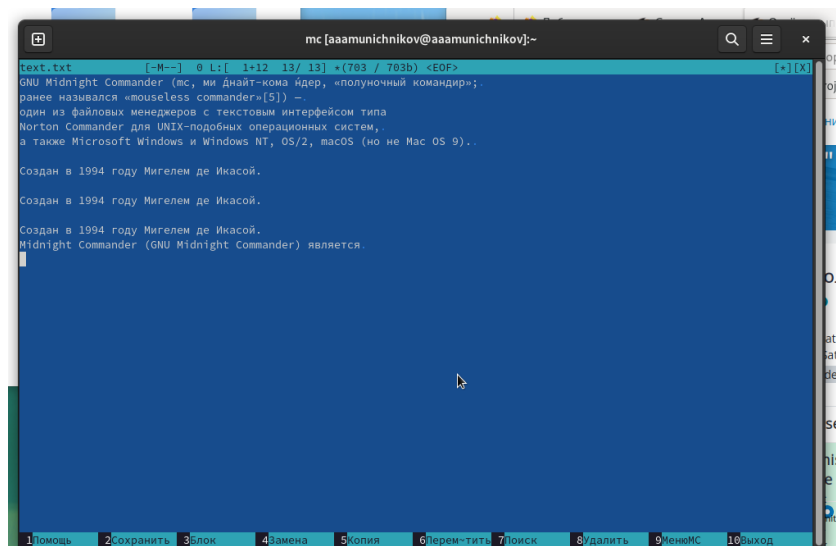 mc [aaamunichnikov@aaamunichnikov]:~
text.txt [-M--] 0 L:[ 1+12 13/ 13] *(703 / 703b) <EOF> [*][X]
GNU Midnight Commander (mc, ми дна́йт-кома ́ндер, «полуночный командир»;.
ранее назывался «mouseless commander»[5]) —.
один из файловых менеджеров с текстовым интерфейсом типа
Norton Commander для UNIX-подобных операционных систем,.
а также Microsoft Windows и Windows NT, OS/2, macOS (но не Mac OS 9)..
Создан в 1994 году Мигелем де Икасой.
Создан в 1994 году Мигелем де Икасой.
Создан в 1994 году Мигелем де Икасой.
Midnight Commander (GNU Midnight Commander) является.
1Помощь 2Сохранить 3Блок 4Замена 5Копия 6Перем~тить 7Поиск 8Удалить 9МенюMC 10Выход